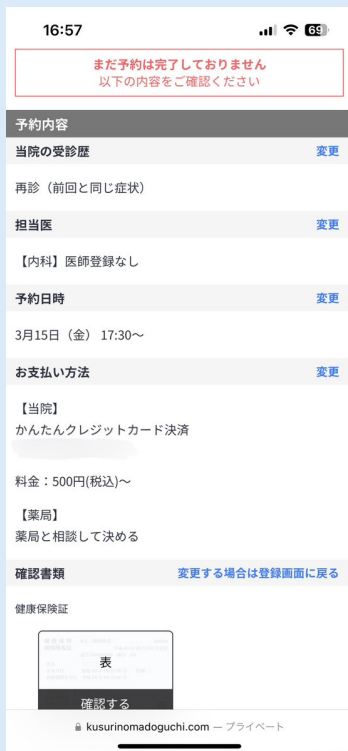 16:57
69
まだ予約は完了しておりません
以下の内容をご確認ください
予約内容
当院の受診歴 変更
再診（前回と同じ症状）
担当医 変更
【内科】医師登録なし
予約日時 変更
3月15日（金） 17:30～
お支払い方法 変更
【当院】
かんたんクレジットカード決済
料金：500円(税込)～
【薬局】
薬局と相談して決める
確認書類 変更する場合は登録画面に戻る
健康保険証
表
確認する
kusurinomadoguchi.com — プライベート